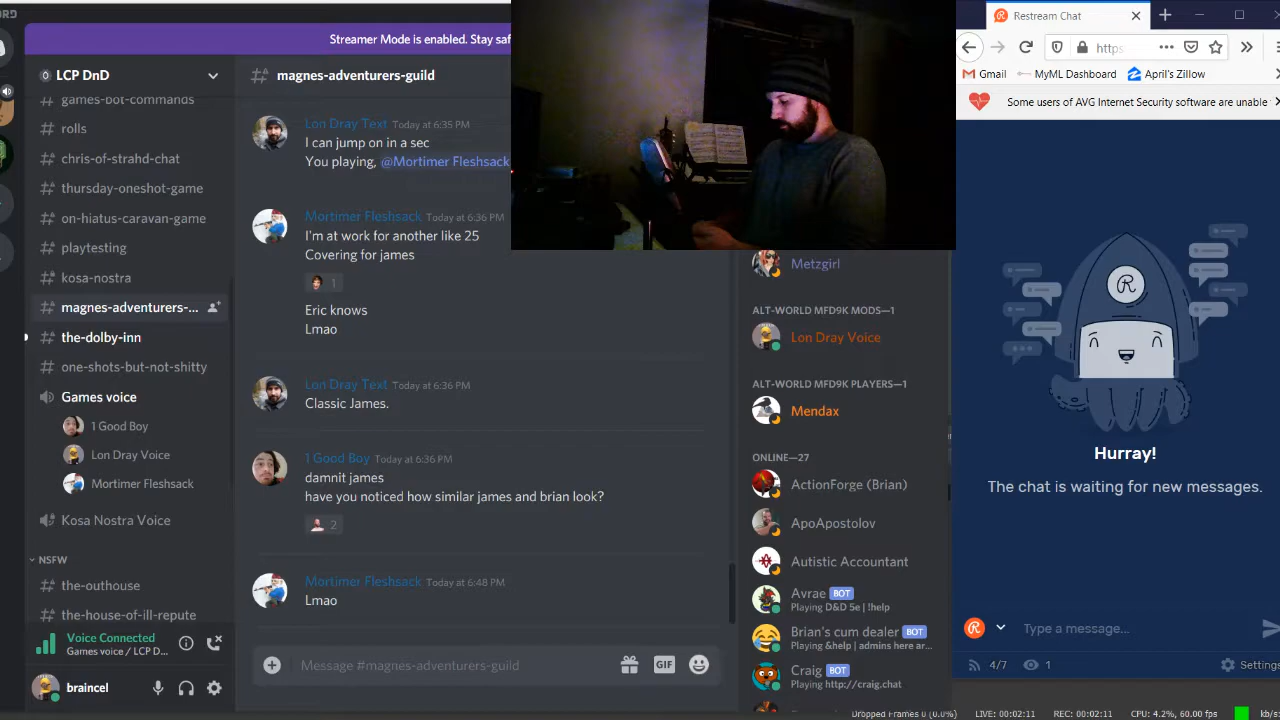 ORD
Streamer Mode is enabled. Stay saf
LCP DnD
games-bot-commands
rolls
chris-of-strahd-chat
thursday-oneshot-game
on-hiatus-caravan-game
playtesting
kosa-nostra
magnes-adventurers-...
the-dolby-inn
one-shots-but-not-shitty
Games voice
1 Good Boy
Lon Dray Voice
Mortimer Fleshsack
Kosa Nostra Voice
NSFW
the-outhouse
the-house-of-ill-repute
Voice Connected
Games voice / LCP D...
braincel
magnes-adventurers-guild
Lon Dray Text Today at 6:35 PM
I can jump on in a sec
You playing, @Mortimer Fleshsack
Mortimer Fleshsack Today at 6:36 PM
I'm at work for another like 25
Covering for james
1
Eric knows
Lmao
Lon Dray Text Today at 6:36 PM
Classic James.
1 Good Boy Today at 6:36 PM
damnit james
have you noticed how similar james and brian look?
2
Mortimer Fleshsack Today at 6:48 PM
Lmao
Message #magnes-adventurers-guild
GIF
Metzgirl
ALT-WORLD MFD9K MODS—1
Lon Dray Voice
ALT-WORLD MFD9K PLAYERS—1
Mendax
ONLINE—27
ActionForge (Brian)
ApoApostolov
Autistic Accountant
Avrae BOT
Playing D&D 5e | !help
Brian's cum dealer BOT
Playing &help | admins here ar...
Craig BOT
Playing http://craig.chat
Restream Chat
https
Gmail
MyML Dashboard
April's Zillow
Some users of AVG Internet Security software are unable
Hurray!
The chat is waiting for new messages.
Type a message...
4/7
1
Settings
Dropped Frames 0 (0.0%)
LIVE: 00:02:11
REC: 00:02:11
CPU: 4.2%, 60.00 fps
kb/s